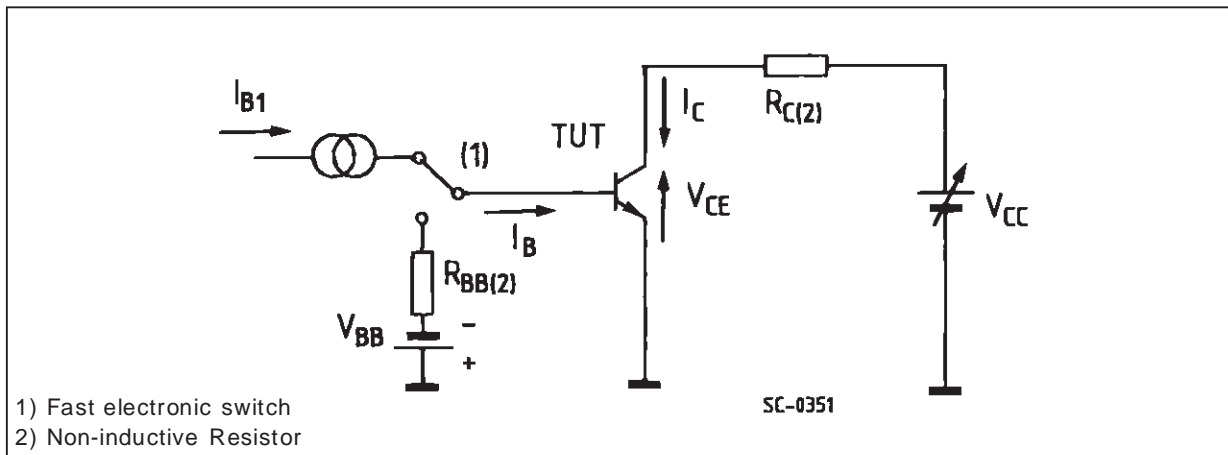 I_B1
(1)
I_B
R_BB(2)
V_BB
−
+
TUT
I_C
V_CE
R_C(2)
V_CC
SC-0351
1) Fast electronic switch
2) Non-inductive Resistor